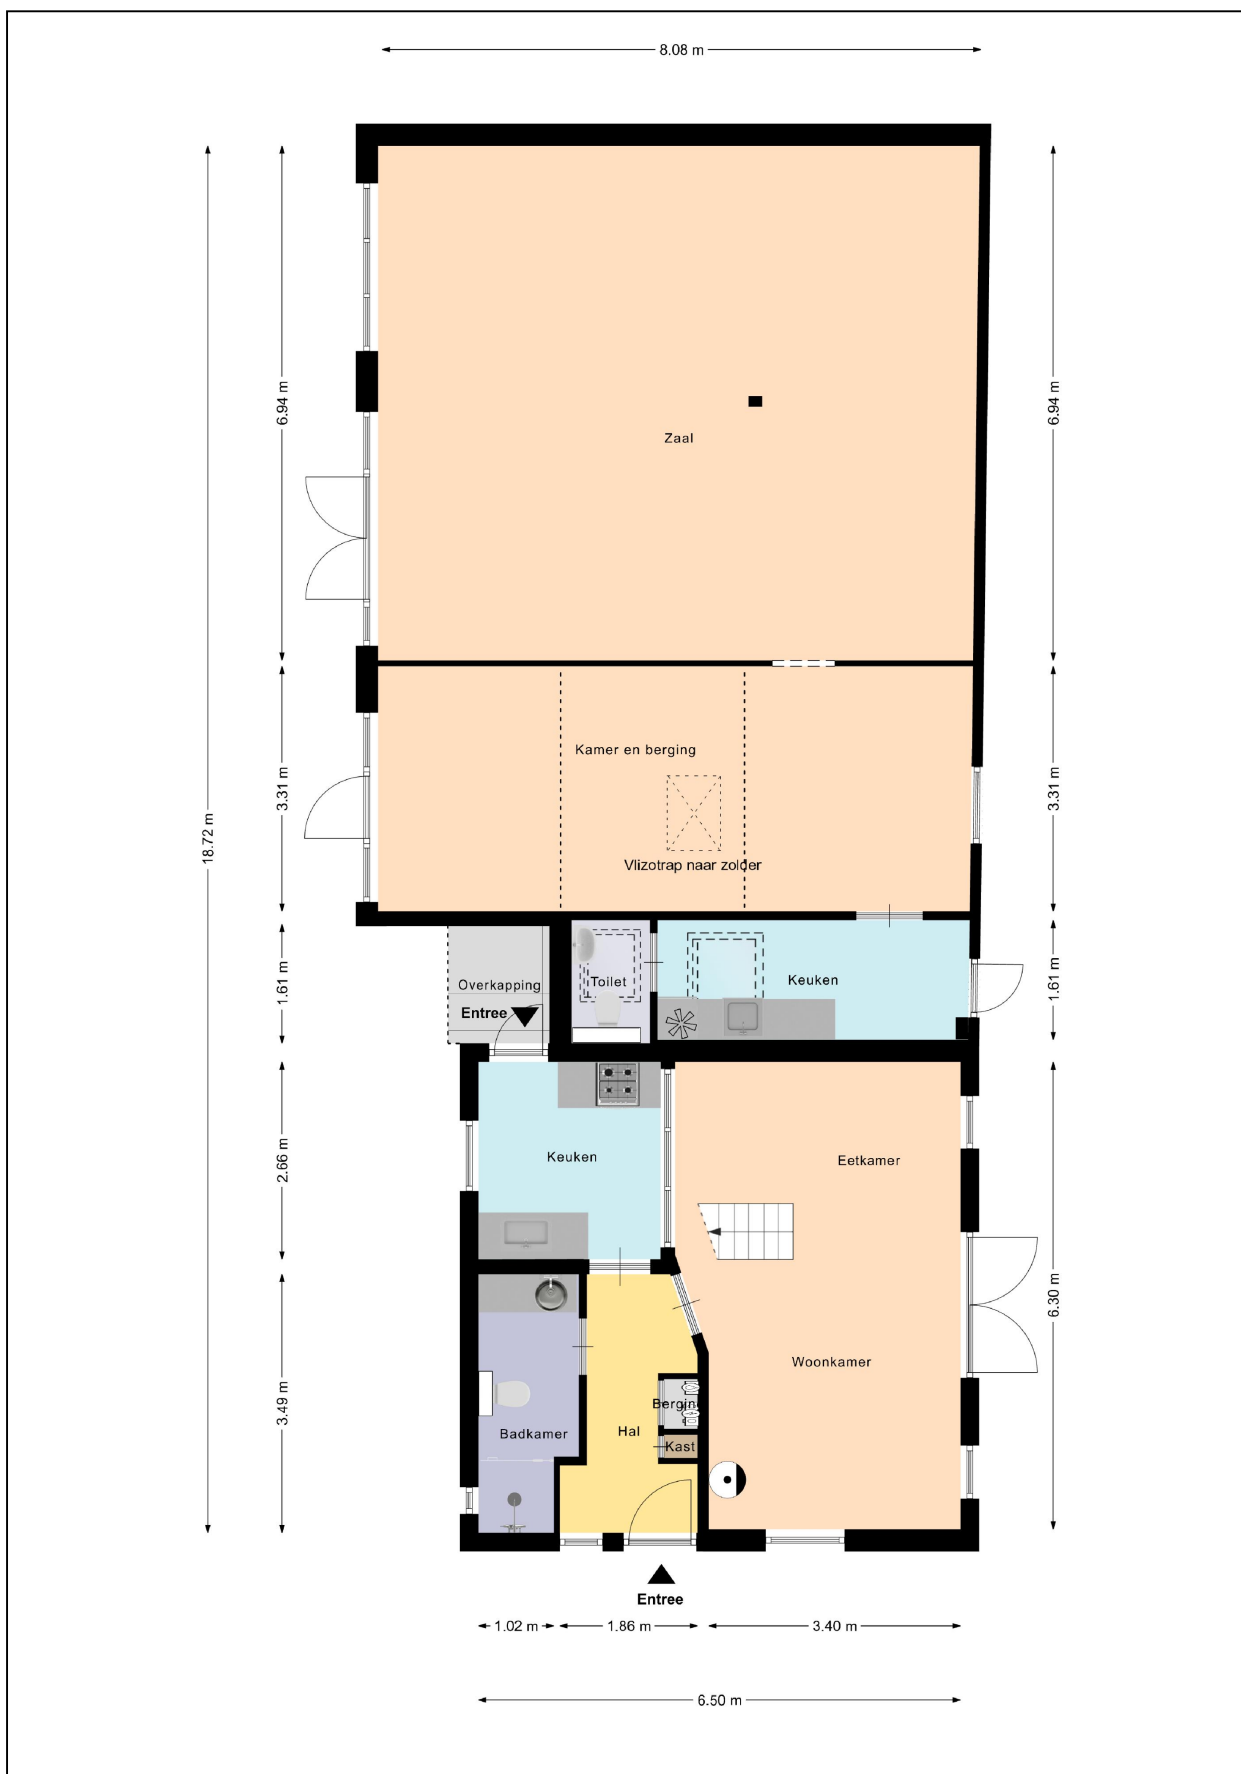 8.08 m
6.94 m
6.94 m
Zaal
18.72 m
3.31 m
3.31 m
Kamer en berging
Vlizotrap naar zolder
1.61 m
1.61 m
Overkapping
Entree
Toilet
Keuken
2.66 m
Keuken
Eetkamer
6.30 m
Woonkamer
3.49 m
Badkamer
Hal
Berging
Kast
Entree
1.02 m
1.86 m
3.40 m
6.50 m